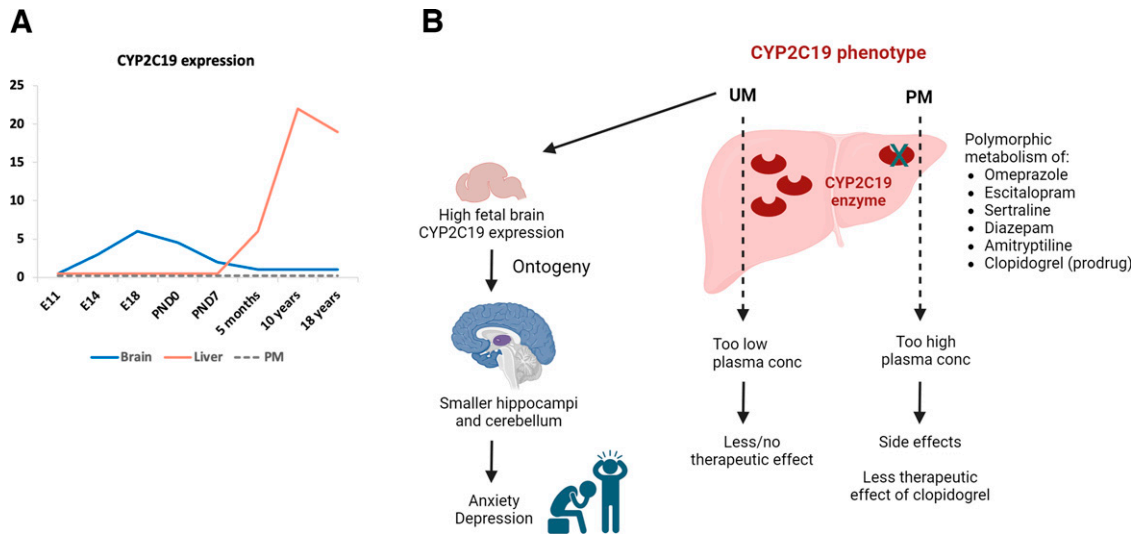 A
CYP2C19 expression
25
20
15
10
5
0
E11
E14
E18
PND0
PND7
5 months
10 years
18 years
Brain
Liver
PM
B
CYP2C19 phenotype
UM
PM
CYP2C19
enzyme
Polymorphic
metabolism of:
• Omeprazole
• Escitalopram
• Sertraline
• Diazepam
• Amitryptiline
• Clopidogrel (prodrug)
High fetal brain
CYP2C19 expression
Ontogeny
Smaller hippocampi
and cerebellum
Anxiety
Depression
Too low
plasma conc
Less/no
therapeutic effect
Too high
plasma conc
Side effects
Less therapeutic
effect of clopidogrel
X